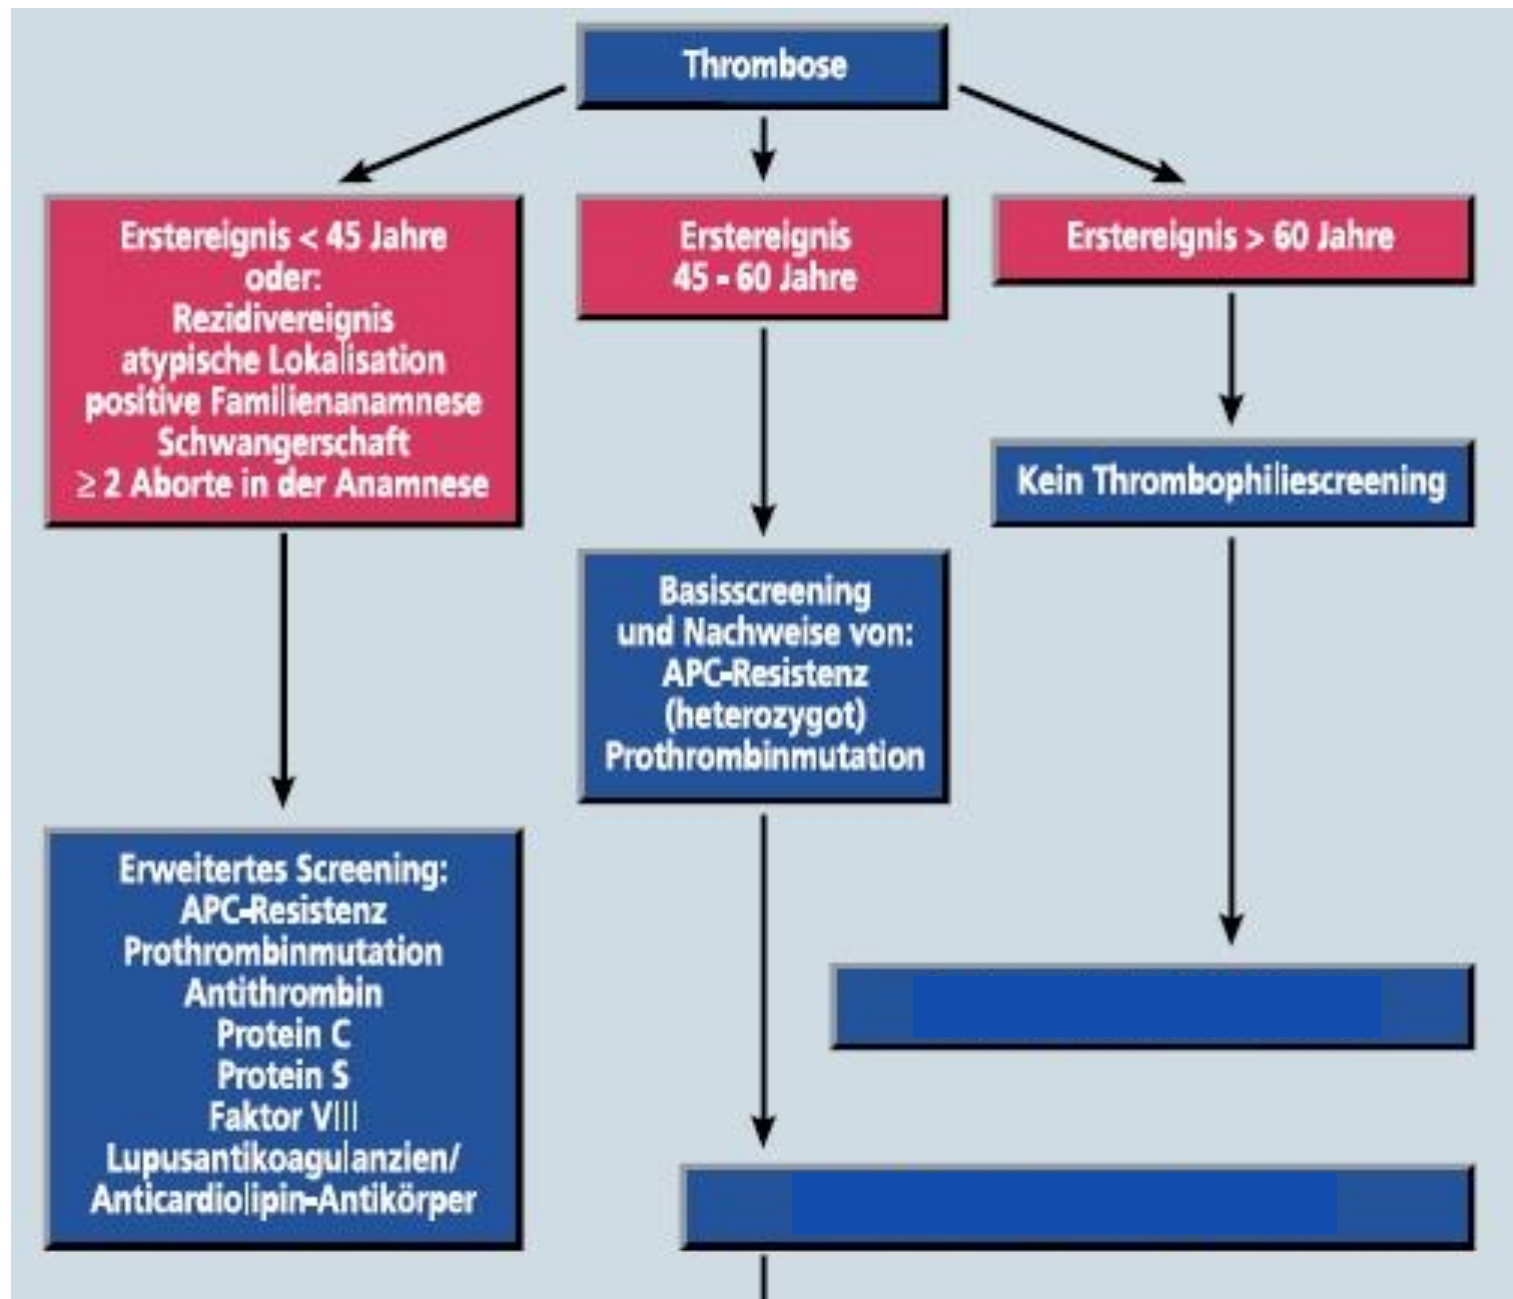 Thrombose
Erstereignis < 45 Jahre
oder:
Rezidivereignis
atypische Lokalisation
positive Familienanamnese
Schwangerschaft
≥ 2 Aborte in der Anamnese
Erstereignis
45 - 60 Jahre
Erstereignis > 60 Jahre
Kein Thrombophiliescreening
Basisscreening
und Nachweise von:
APC-Resistenz
(heterozygot)
Prothrombinmutation
Erweitertes Screening:
APC-Resistenz
Prothrombinmutation
Antithrombin
Protein C
Protein S
Faktor VIII
Lupusantikoagulanzien/
Anticardiolipin-Antikörper